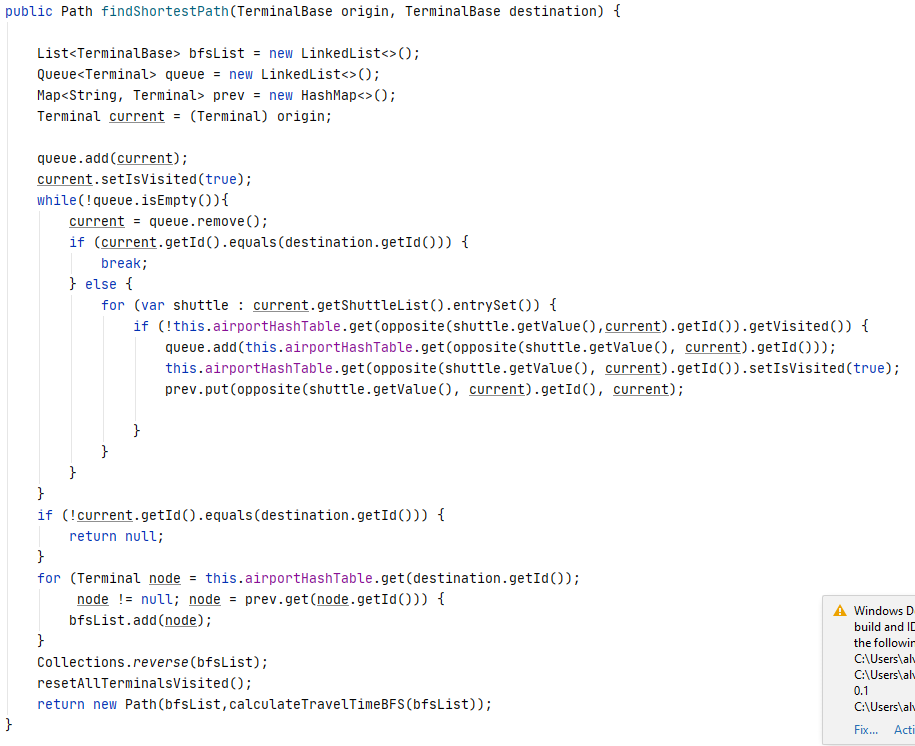 public Path findShortestPath(TerminalBase origin, TerminalBase destination) {
List<TerminalBase> bfsList = new LinkedList<>();
Queue<Terminal> queue = new LinkedList<>();
Map<String, Terminal> prev = new HashMap<>();
Terminal current = (Terminal) origin;
queue.add(current);
current.setIsVisited(true);
while(!queue.isEmpty()){
current = queue.remove();
if (current.getId().equals(destination.getId())) {
break;
} else {
for (var shuttle : current.getShuttleList().entrySet()) {
if (!this.airportHashTable.get(opposite(shuttle.getValue(),current).getId()).getVisited()) {
queue.add(this.airportHashTable.get(opposite(shuttle.getValue(), current).getId()));
this.airportHashTable.get(opposite(shuttle.getValue(), current).getId()).setIsVisited(true);
prev.put(opposite(shuttle.getValue(), current).getId(), current);
}
}
}
}
if (!current.getId().equals(destination.getId())) {
return null;
}
for (Terminal node = this.airportHashTable.get(destination.getId());
node != null; node = prev.get(node.getId())) {
bfsList.add(node);
}
Collections.reverse(bfsList);
resetAllTerminalsVisited();
return new Path(bfsList,calculateTravelTimeBFS(bfsList));
}
Windows D
build and ID
the followin
C:\Users\alv
C:\Users\alv
0.1
C:\Users\alv
Fix... Acti